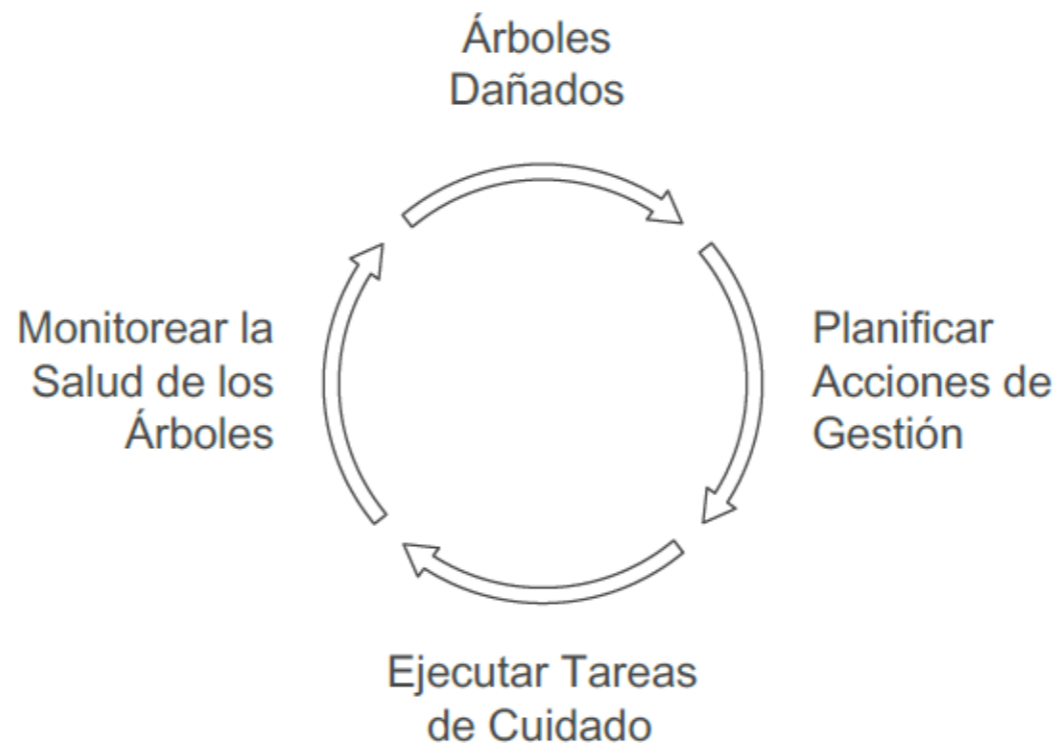 Árboles
Dañados
Planificar
Acciones de
Gestión
Ejecutar Tareas
de Cuidado
Monitorear la
Salud de los
Árboles